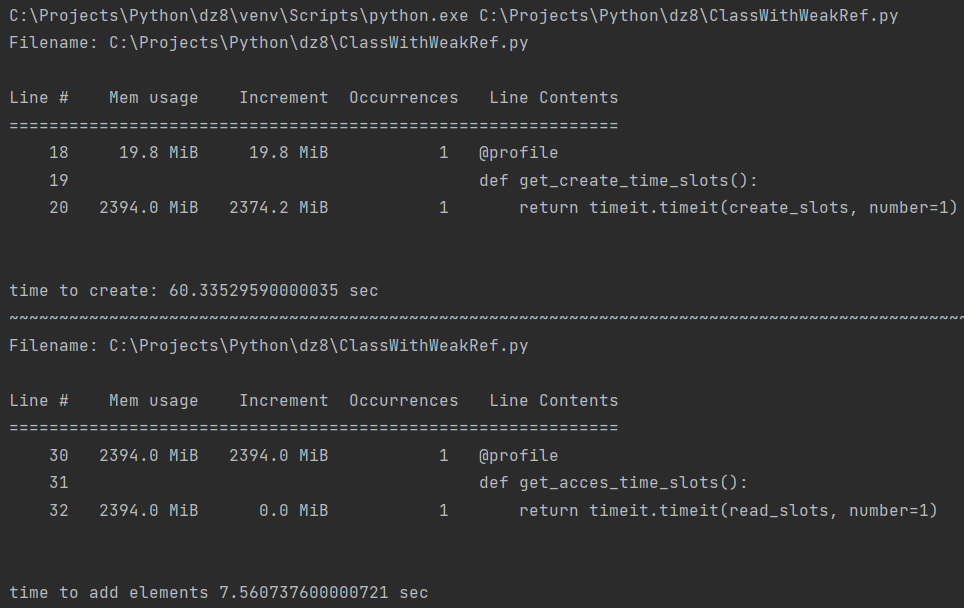 C:\Projects\Python\dz8\venv\Scripts\python.exe C:\Projects\Python\dz8\ClassWithWeakRef.py
Filename: C:\Projects\Python\dz8\ClassWithWeakRef.py
Line #    Mem usage    Increment  Occurrences   Line Contents
=============================================================
    18     19.8 MiB     19.8 MiB           1   @profile
    19                                         def get_create_time_slots():
    20   2394.0 MiB   2374.2 MiB           1       return timeit.timeit(create_slots, number=1)
time to create: 60.33529590000035 sec
~~~~~~~~~~~~~~~~~~~~~~~~~~~~~~~~~~~~~~~~~~~~~~~~~~~~~~~~~~~~~~~~~~~~~~~~~~~~~~~~~~~~~~~~~~~~~~~~
Filename: C:\Projects\Python\dz8\ClassWithWeakRef.py
Line #    Mem usage    Increment  Occurrences   Line Contents
=============================================================
    30   2394.0 MiB   2394.0 MiB           1   @profile
    31                                         def get_acces_time_slots():
    32   2394.0 MiB      0.0 MiB           1       return timeit.timeit(read_slots, number=1)
time to add elements 7.560737600000721 sec